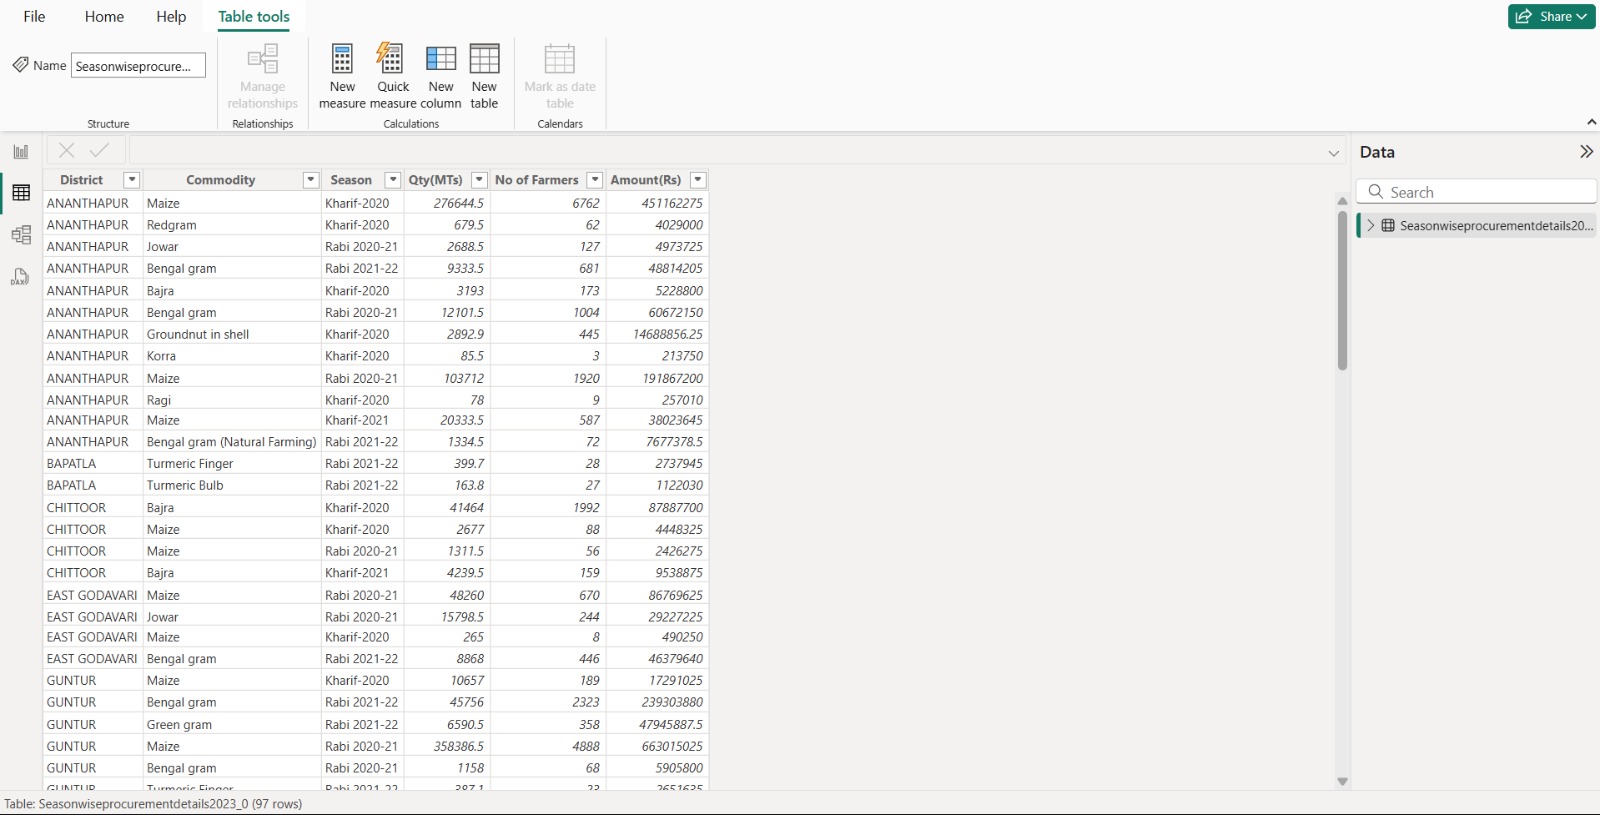 File Home Help Table tools Share
Name Seasonwiseprocure...
Manage relationships
New measure
Quick measure
New column
New table
Mark as date table
Structure Relationships Calculations Calendars
Data
Search
Seasonwiseprocurementdetails20...
DAX
District Commodity Season Qty(MTs) No of Farmers Amount(Rs)
ANANTHAPUR Maize Kharif-2020 276644.5 6762 451162275
ANANTHAPUR Redgram Kharif-2020 679.5 62 4029000
ANANTHAPUR Jowar Rabi 2020-21 2688.5 127 4973725
ANANTHAPUR Bengal gram Rabi 2021-22 9333.5 681 48814205
ANANTHAPUR Bajra Kharif-2020 3193 173 5228800
ANANTHAPUR Bengal gram Rabi 2020-21 12101.5 1004 60672150
ANANTHAPUR Groundnut in shell Kharif-2020 2892.9 445 14688856.25
ANANTHAPUR Korra Kharif-2020 85.5 3 213750
ANANTHAPUR Maize Rabi 2020-21 103712 1920 191867200
ANANTHAPUR Ragi Kharif-2020 78 9 257010
ANANTHAPUR Maize Kharif-2021 20333.5 587 38023645
ANANTHAPUR Bengal gram (Natural Farming) Rabi 2021-22 1334.5 72 7677378.5
BAPATLA Turmeric Finger Rabi 2021-22 399.7 28 2737945
BAPATLA Turmeric Bulb Rabi 2021-22 163.8 27 1122030
CHITTOOR Bajra Kharif-2020 41464 1992 87887700
CHITTOOR Maize Kharif-2020 2677 88 4448325
CHITTOOR Maize Rabi 2020-21 1311.5 56 2426275
CHITTOOR Bajra Kharif-2021 4239.5 159 9538875
EAST GODAVARI Maize Rabi 2020-21 48260 670 86769625
EAST GODAVARI Jowar Rabi 2020-21 15798.5 244 29227225
EAST GODAVARI Maize Kharif-2020 265 8 490250
EAST GODAVARI Bengal gram Rabi 2021-22 8868 446 46379640
GUNTUR Maize Kharif-2020 10657 189 17291025
GUNTUR Bengal gram Rabi 2021-22 45756 2323 239303880
GUNTUR Green gram Rabi 2021-22 6590.5 358 47945887.5
GUNTUR Maize Rabi 2020-21 358386.5 4888 663015025
GUNTUR Bengal gram Rabi 2020-21 1158 68 5905800
GUNTUR Turmeric Finger Rabi 2021-22 387.1 23 2651635
Table: Seasonwiseprocurementdetails2023_0 (97 rows)